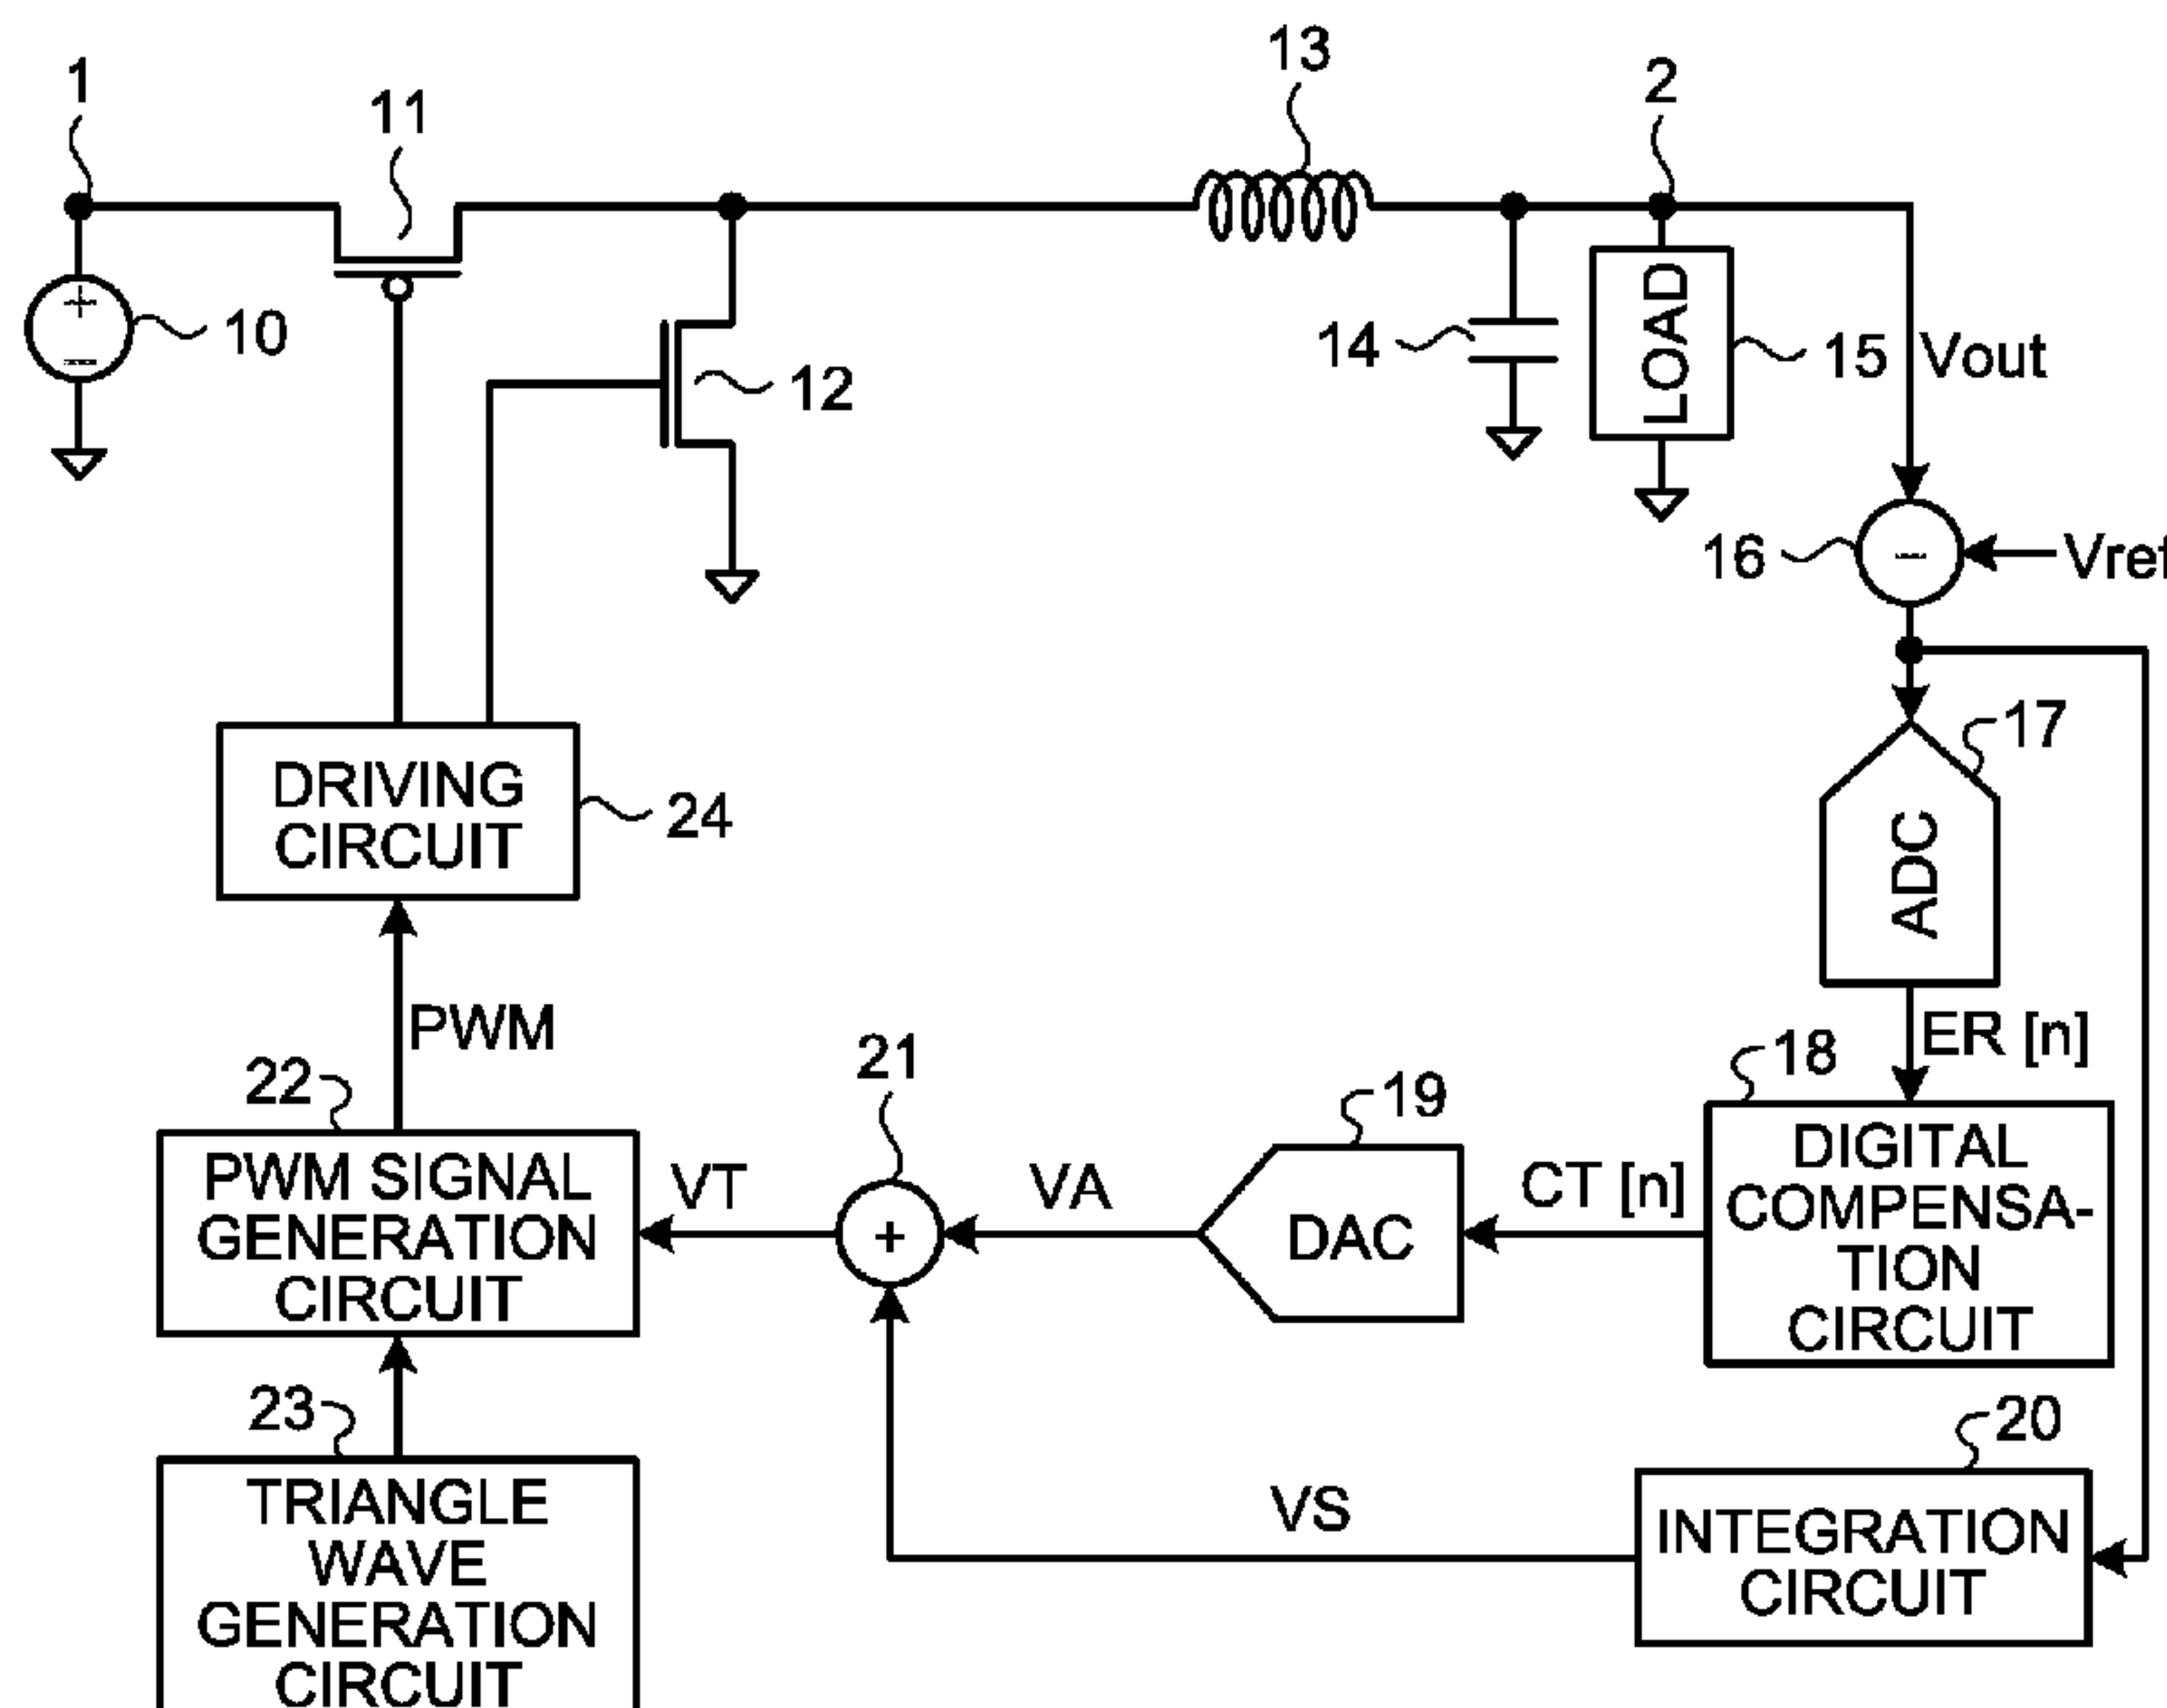 1
11
13
2
10
12
14
LOAD
15
Vout
16
−
Vref
17
ADC
DRIVING
CIRCUIT
24
PWM
ER [n]
22
21
19
18
PWM SIGNAL
GENERATION
CIRCUIT
VT
+
VA
DAC
CT [n]
DIGITAL
COMPENSA-
TION
CIRCUIT
23
20
TRIANGLE
WAVE
GENERATION
CIRCUIT
VS
INTEGRATION
CIRCUIT